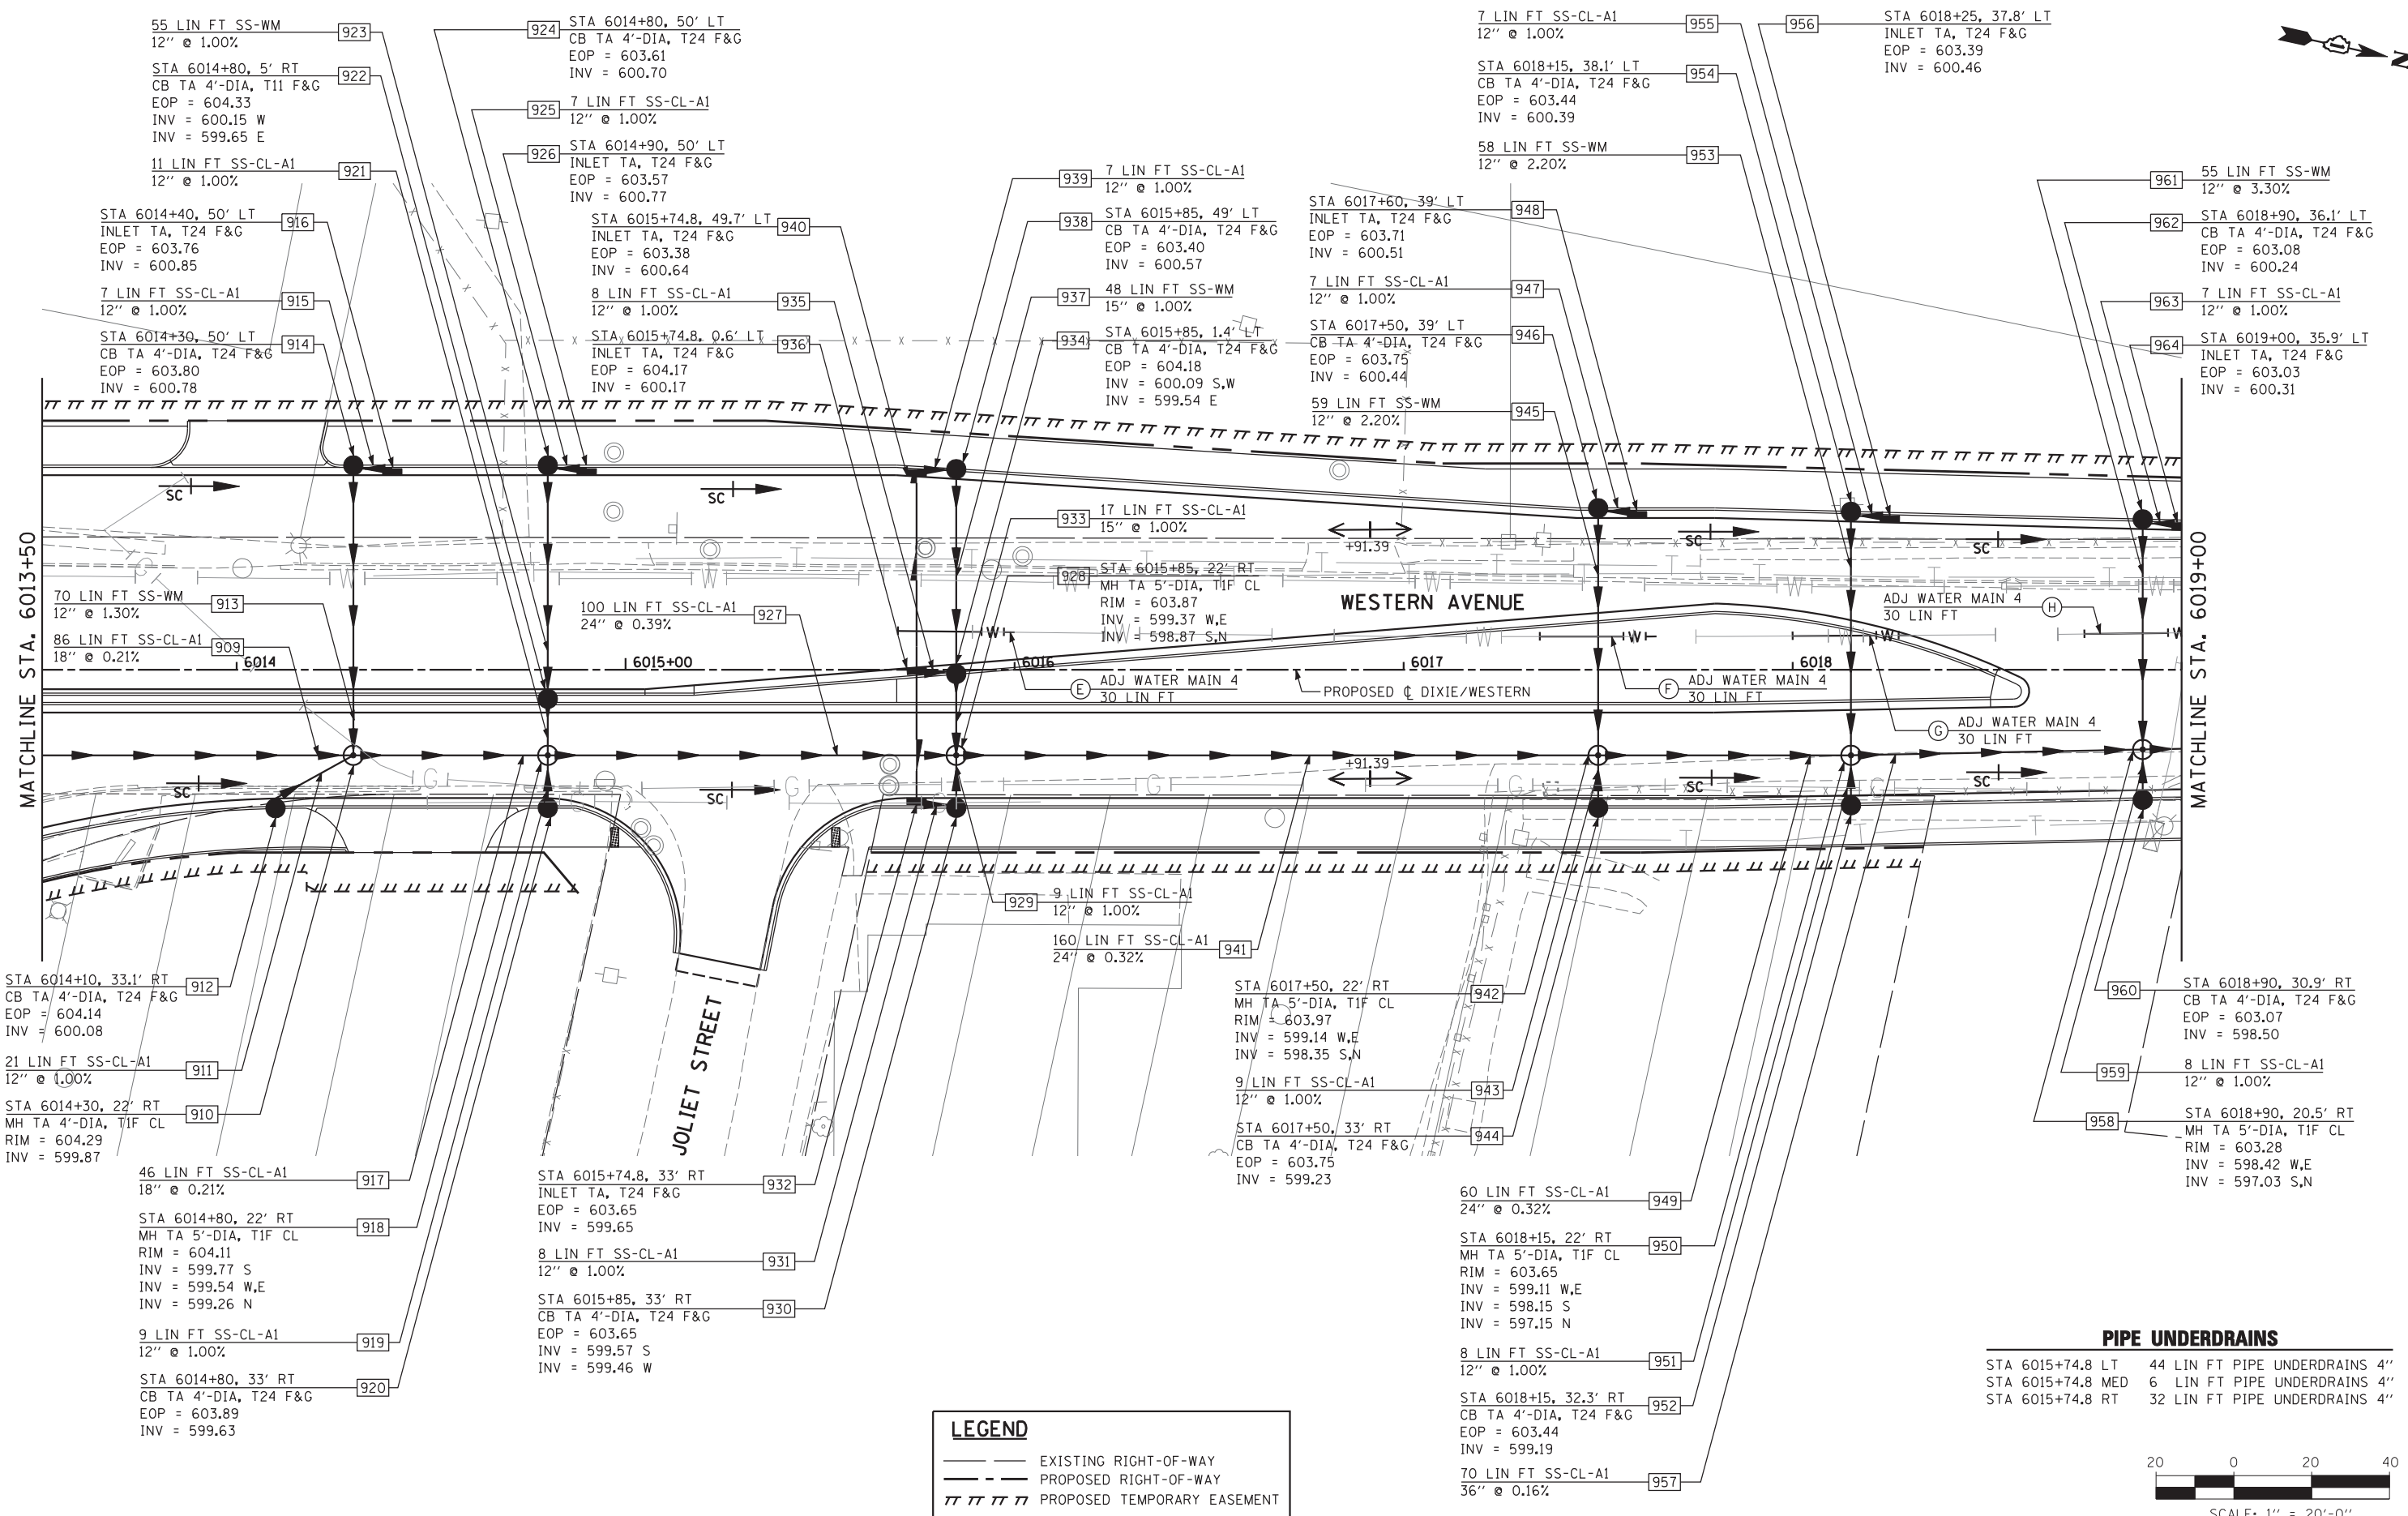 55 LIN FT SS-WM
12'' @ 1.00%
923
STA 6014+80, 5' RT
CB TA 4'-DIA, T11 F&G
EOP = 604.33
INV = 600.15 W
INV = 599.65 E
922
11 LIN FT SS-CL-A1
12'' @ 1.00%
921
STA 6014+40, 50' LT
INLET TA, T24 F&G
EOP = 603.76
INV = 600.85
916
7 LIN FT SS-CL-A1
12'' @ 1.00%
915
STA 6014+30, 50' LT
CB TA 4'-DIA, T24 F&G
EOP = 603.80
INV = 600.78
914
924
STA 6014+80, 50' LT
CB TA 4'-DIA, T24 F&G
EOP = 603.61
INV = 600.70
925
7 LIN FT SS-CL-A1
12'' @ 1.00%
926
STA 6014+90, 50' LT
INLET TA, T24 F&G
EOP = 603.57
INV = 600.77
STA 6015+74.8, 49.7' LT
INLET TA, T24 F&G
EOP = 603.38
INV = 600.64
940
8 LIN FT SS-CL-A1
12'' @ 1.00%
935
STA 6015+74.8, 0.6' LT
INLET TA, T24 F&G
EOP = 604.17
INV = 600.17
936
939
7 LIN FT SS-CL-A1
12'' @ 1.00%
938
STA 6015+85, 49' LT
CB TA 4'-DIA, T24 F&G
EOP = 603.40
INV = 600.57
937
48 LIN FT SS-WM
15'' @ 1.00%
934
STA 6015+85, 1.4' LT
CB TA 4'-DIA, T24 F&G
EOP = 604.18
INV = 600.09 S,W
INV = 599.54 E
7 LIN FT SS-CL-A1
12'' @ 1.00%
955
STA 6018+15, 38.1' LT
CB TA 4'-DIA, T24 F&G
EOP = 603.44
INV = 600.39
954
58 LIN FT SS-WM
12'' @ 2.20%
953
956
STA 6018+25, 37.8' LT
INLET TA, T24 F&G
EOP = 603.39
INV = 600.46
N
STA 6017+60, 39' LT
INLET TA, T24 F&G
EOP = 603.71
INV = 600.51
948
7 LIN FT SS-CL-A1
12'' @ 1.00%
947
STA 6017+50, 39' LT
CB TA 4'-DIA, T24 F&G
EOP = 603.75
INV = 600.44
946
59 LIN FT SS-WM
12'' @ 2.20%
945
961
55 LIN FT SS-WM
12'' @ 3.30%
962
STA 6018+90, 36.1' LT
CB TA 4'-DIA, T24 F&G
EOP = 603.08
INV = 600.24
963
7 LIN FT SS-CL-A1
12'' @ 1.00%
964
STA 6019+00, 35.9' LT
INLET TA, T24 F&G
EOP = 603.03
INV = 600.31
MATCHLINE STA. 6013+50
SC
SC
SC
SC
933
17 LIN FT SS-CL-A1
15'' @ 1.00%
+91.39
928
STA 6015+85, 22' RT
MH TA 5'-DIA, T1F CL
RIM = 603.87
INV = 599.37 W,E
INV = 598.87 S,N
70 LIN FT SS-WM
12'' @ 1.30%
913
86 LIN FT SS-CL-A1
18'' @ 0.21%
909
100 LIN FT SS-CL-A1
24'' @ 0.39%
927
WESTERN AVENUE
W
W
W
W
ADJ WATER MAIN 4
30 LIN FT
H
MATCHLINE STA. 6019+00
6014
6015+00
6016
6017
6018
E
ADJ WATER MAIN 4
30 LIN FT
PROPOSED ℄ DIXIE/WESTERN
F
ADJ WATER MAIN 4
30 LIN FT
G
ADJ WATER MAIN 4
30 LIN FT
SC
SC
+91.39
SC
SC
929
9 LIN FT SS-CL-A1
12'' @ 1.00%
160 LIN FT SS-CL-A1
24'' @ 0.32%
941
STA 6014+10, 33.1' RT
CB TA 4'-DIA, T24 F&G
EOP = 604.14
INV = 600.08
912
21 LIN FT SS-CL-A1
12'' @ 1.00%
911
STA 6014+30, 22' RT
MH TA 4'-DIA, T1F CL
RIM = 604.29
INV = 599.87
910
JOLIET STREET
STA 6017+50, 22' RT
MH TA 5'-DIA, T1F CL
RIM = 603.97
INV = 599.14 W,E
INV = 598.35 S,N
942
9 LIN FT SS-CL-A1
12'' @ 1.00%
943
STA 6017+50, 33' RT
CB TA 4'-DIA, T24 F&G
EOP = 603.75
INV = 599.23
944
960
STA 6018+90, 30.9' RT
CB TA 4'-DIA, T24 F&G
EOP = 603.07
INV = 598.50
959
8 LIN FT SS-CL-A1
12'' @ 1.00%
958
STA 6018+90, 20.5' RT
MH TA 5'-DIA, T1F CL
RIM = 603.28
INV = 598.42 W,E
INV = 597.03 S,N
46 LIN FT SS-CL-A1
18'' @ 0.21%
917
STA 6014+80, 22' RT
MH TA 5'-DIA, T1F CL
RIM = 604.11
INV = 599.77 S
INV = 599.54 W,E
INV = 599.26 N
918
9 LIN FT SS-CL-A1
12'' @ 1.00%
919
STA 6014+80, 33' RT
CB TA 4'-DIA, T24 F&G
EOP = 603.89
INV = 599.63
920
STA 6015+74.8, 33' RT
INLET TA, T24 F&G
EOP = 603.65
INV = 599.65
932
8 LIN FT SS-CL-A1
12'' @ 1.00%
931
STA 6015+85, 33' RT
CB TA 4'-DIA, T24 F&G
EOP = 603.65
INV = 599.57 S
INV = 599.46 W
930
60 LIN FT SS-CL-A1
24'' @ 0.32%
949
STA 6018+15, 22' RT
MH TA 5'-DIA, T1F CL
RIM = 603.65
INV = 599.11 W,E
INV = 598.15 S
INV = 597.15 N
950
8 LIN FT SS-CL-A1
12'' @ 1.00%
951
STA 6018+15, 32.3' RT
CB TA 4'-DIA, T24 F&G
EOP = 603.44
INV = 599.19
952
70 LIN FT SS-CL-A1
36'' @ 0.16%
957
PIPE UNDERDRAINS
STA 6015+74.8 LT 44 LIN FT PIPE UNDERDRAINS 4''
STA 6015+74.8 MED 6 LIN FT PIPE UNDERDRAINS 4''
STA 6015+74.8 RT 32 LIN FT PIPE UNDERDRAINS 4''
LEGEND
EXISTING RIGHT-OF-WAY
PROPOSED RIGHT-OF-WAY
PROPOSED TEMPORARY EASEMENT
20 0 20 40
SCALE: 1'' = 20'-0''